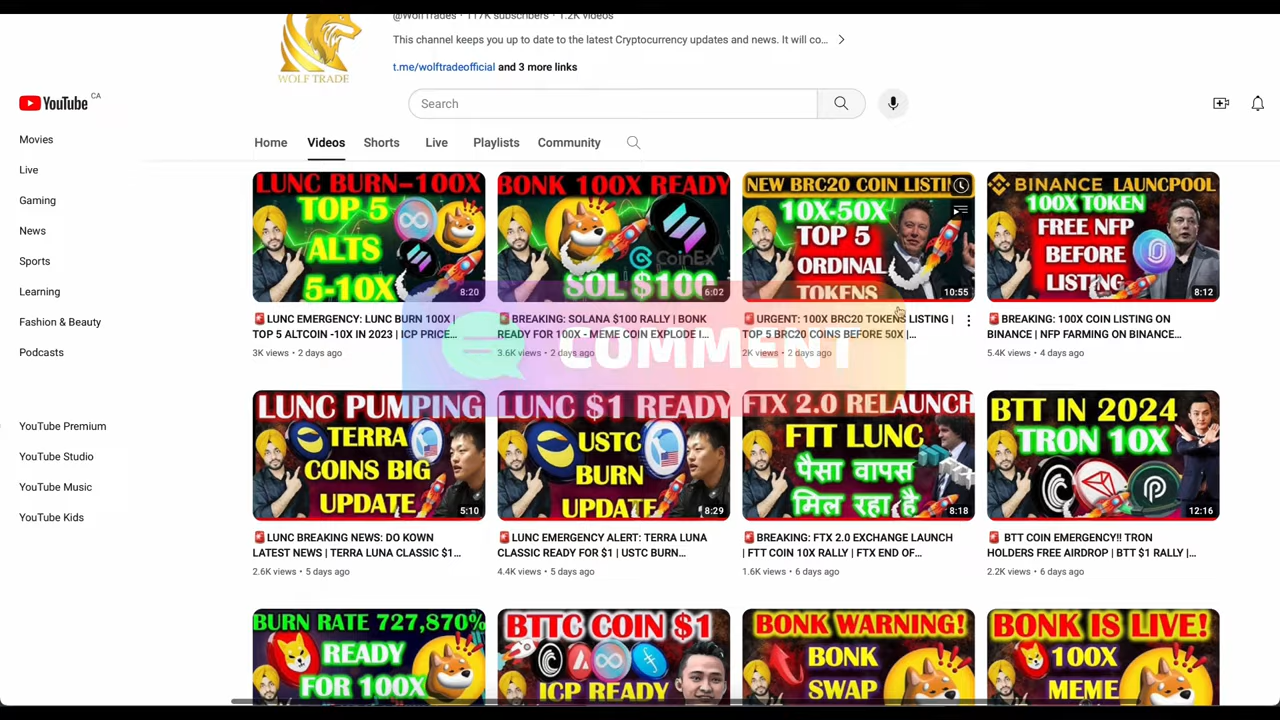 @WolfTrades • 117K subscribers • 1.2K videos
This channel keeps you up to date to the latest Cryptocurrency updates and news. It will co...
t.me/wolftradeofficial and 3 more links
WOLF TRADE
YouTube CA
Search
Movies
Live
Gaming
News
Sports
Learning
Fashion & Beauty
Podcasts
YouTube Premium
YouTube Studio
YouTube Music
YouTube Kids
Home Videos Shorts Live Playlists Community
LUNC BURN-100X
TOP 5
ALTS
5-10X
8:20
LUNC EMERGENCY: LUNC BURN 100X |
TOP 5 ALTCOIN -10X IN 2023 | ICP PRICE...
3K views • 2 days ago
BONK 100X READY
CoinEx
SOL $100
6:02
BREAKING: SOLANA $100 RALLY | BONK
READY FOR 100X - MEME COIN EXPLODE I...
3.6K views • 2 days ago
NEW BRC20 COIN LISTI
10X-50X
TOP 5
ORDINAL
TOKENS
10:55
URGENT: 100X BRC20 TOKENS LISTING |
TOP 5 BRC20 COINS BEFORE 50X |...
2K views • 2 days ago
BINANCE LAUNCPOOL
100X TOKEN
FREE NFP
BEFORE
LISTING
8:12
BREAKING: 100X COIN LISTING ON
BINANCE | NFP FARMING ON BINANCE...
5.4K views • 4 days ago
COMMENT
LUNC PUMPING
TERRA
COINS BIG
UPDATE
5:10
LUNC BREAKING NEWS: DO KOWN
LATEST NEWS | TERRA LUNA CLASSIC $1...
2.6K views • 5 days ago
LUNC $1 READY
USTC
BURN
UPDATE
8:29
LUNC EMERGENCY ALERT: TERRA LUNA
CLASSIC READY FOR $1 | USTC BURN...
4.4K views • 5 days ago
FTX 2.0 RELAUNCH
FTT LUNC
पैसा वापस
मिल रहा है
8:18
BREAKING: FTX 2.0 EXCHANGE LAUNCH
| FTT COIN 10X RALLY | FTX END OF...
1.6K views • 6 days ago
BTT IN 2024
TRON 10X
12:16
BTT COIN EMERGENCY!! TRON
HOLDERS FREE AIRDROP | BTT $1 RALLY |...
2.2K views • 6 days ago
BURN RATE 727,870%
READY
FOR 100X
BTTC COIN $1
ICP READY
BONK WARNING!
BONK
SWAP
BONK IS LIVE!
100X
MEME